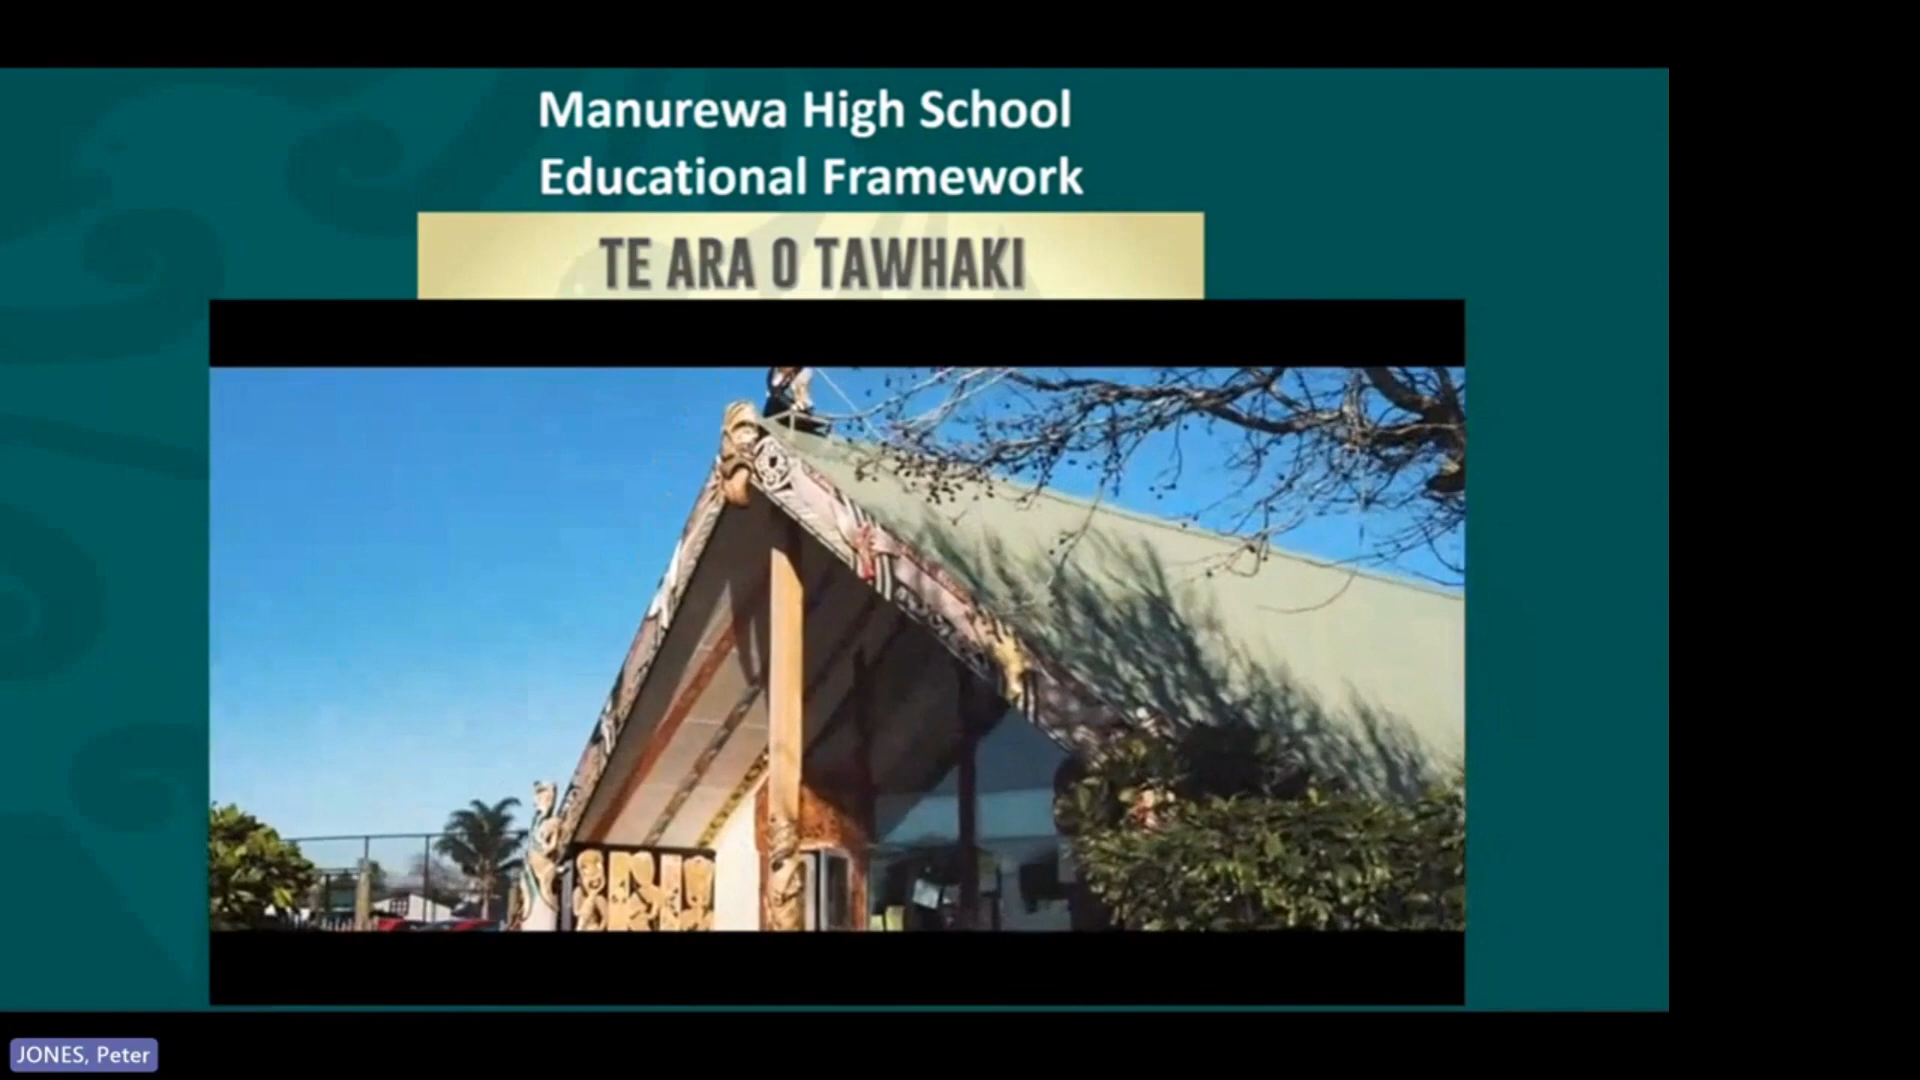 Manurewa High School
Educational Framework
TE ARA O TAWHAKI
JONES, Peter